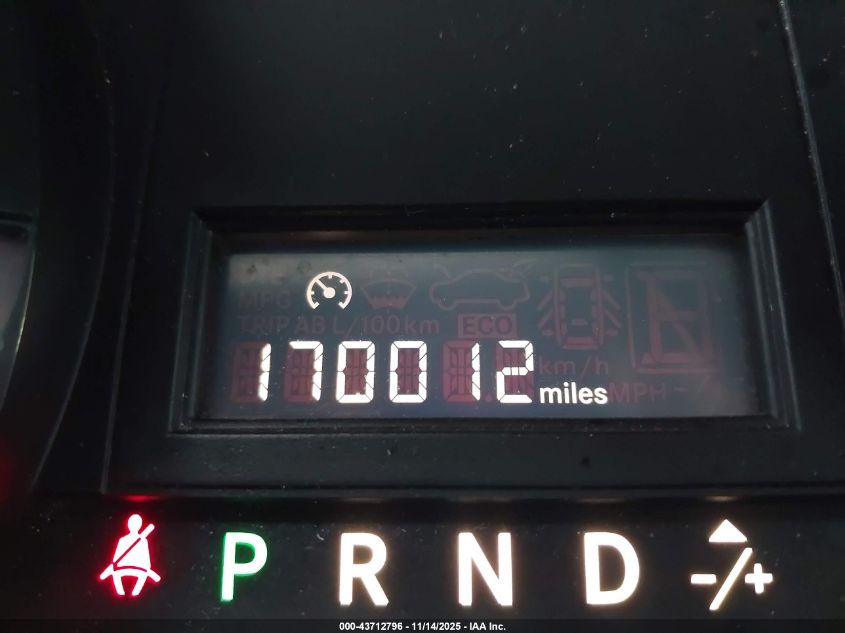 MPG
TRIP AB L/100km ECO
km/h
170012 miles MPH
P R N D -/+
000-43712796 - 11/14/2025 - IAA Inc.